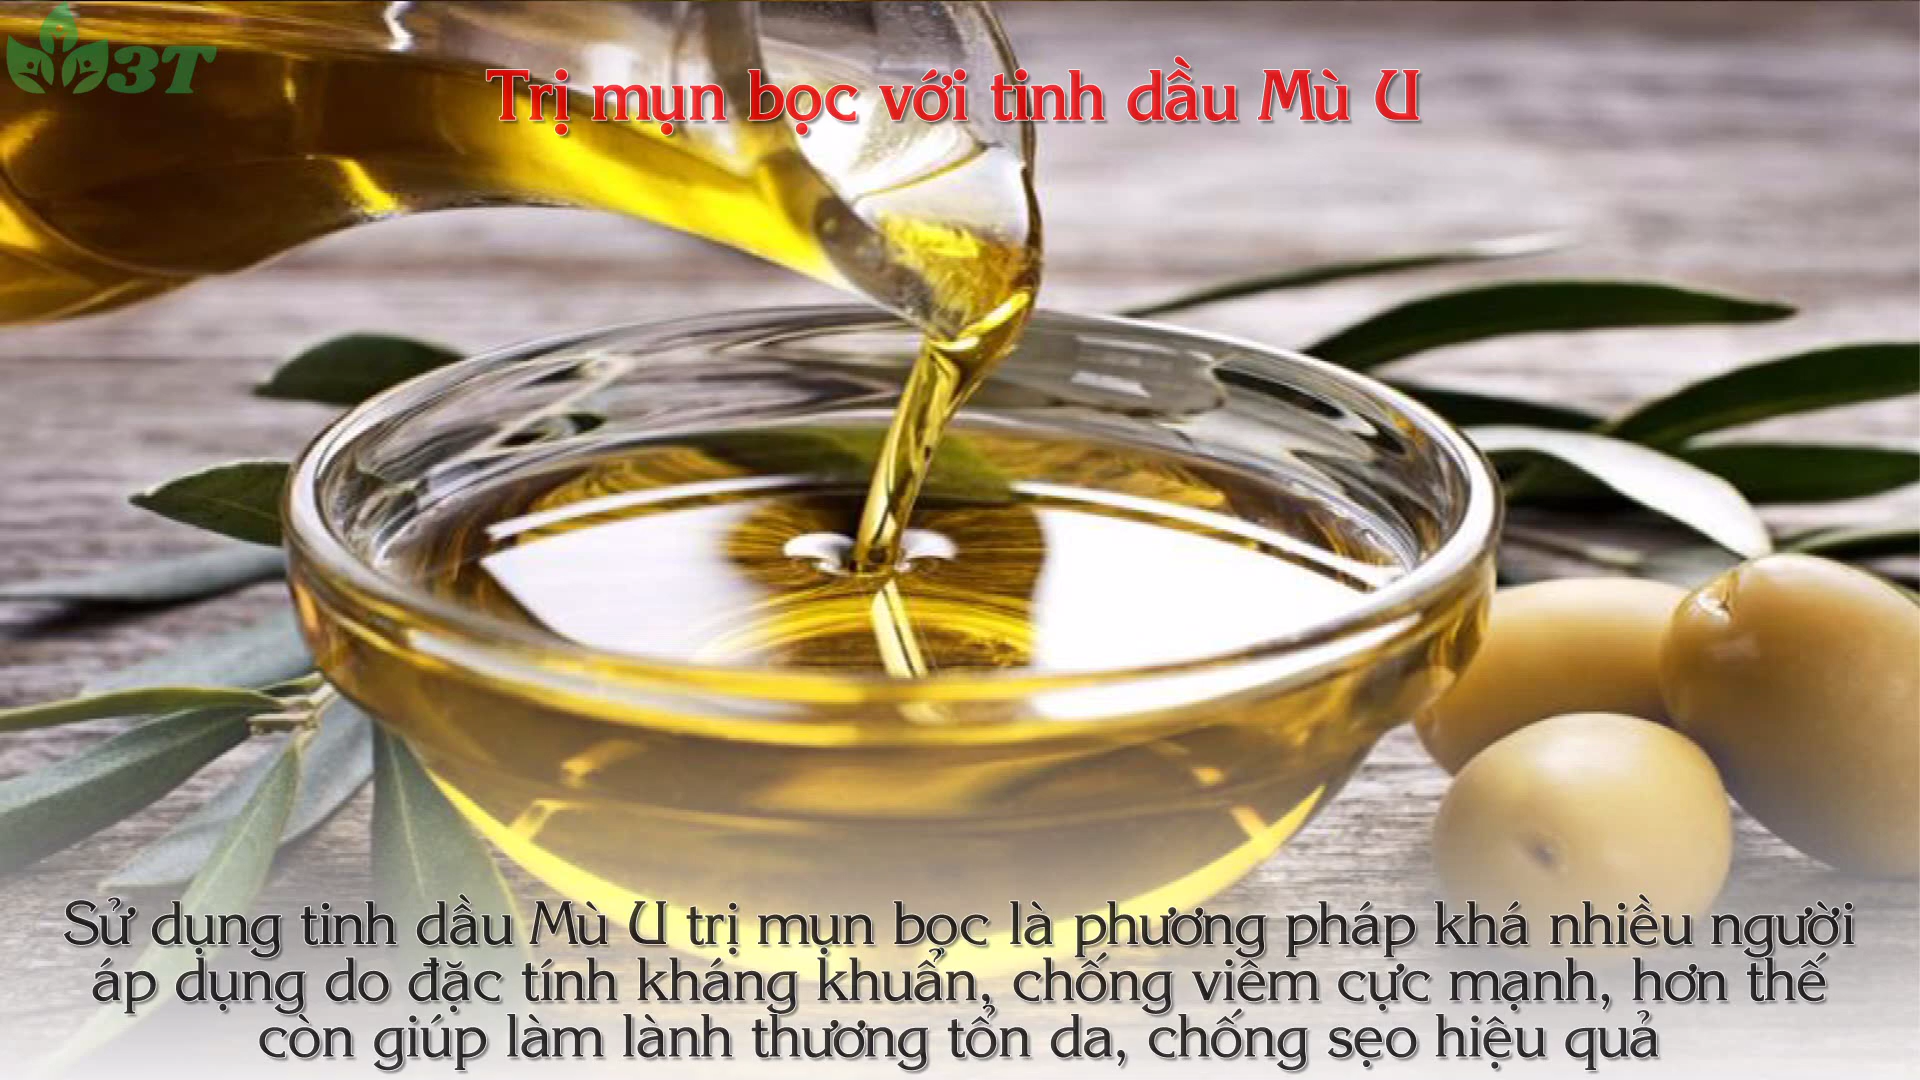 3T
Trị mụn bọc với tinh dầu Mù U
Sử dụng tinh dầu Mù U trị mụn bọc là phương pháp khá nhiều người
áp dụng do đặc tính kháng khuẩn, chống viêm cực mạnh, hơn thế
còn giúp làm lành thương tổn da, chống sẹo hiệu quả